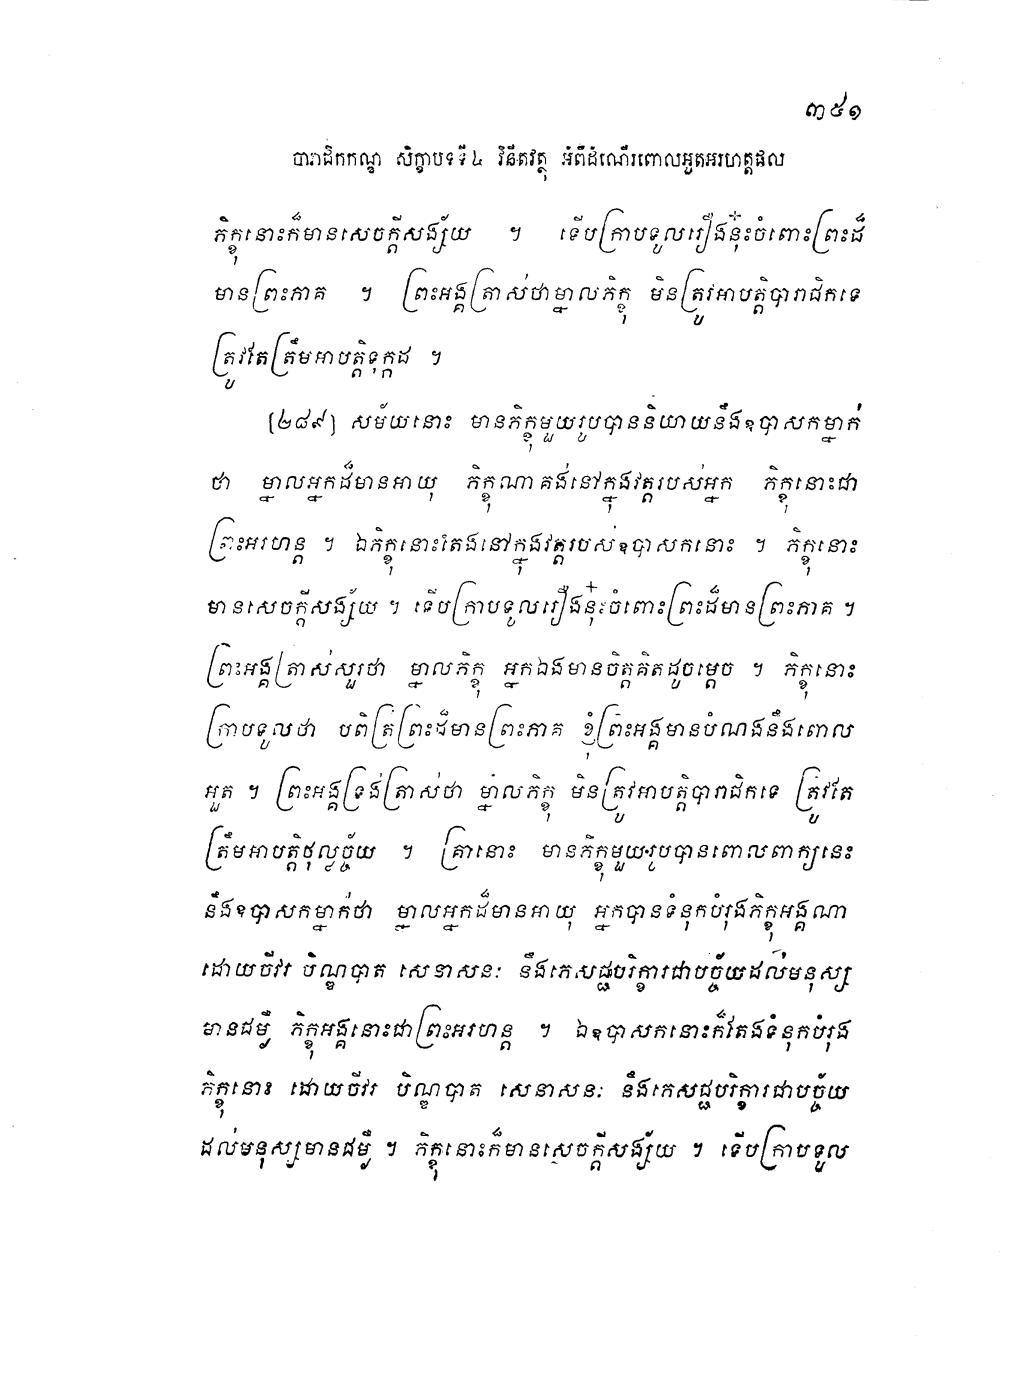 ៣៥១
បារាជិកកណ្ឌ សិក្ខាបទទី៤ វិនីតវត្ថុ អំពីដំណើរពោលអួតអរហត្តផល
ភិក្ខុនោះក៏មានសេចក្តីសង្ស័យ ។ ទើបក្រាបទូលរឿងនុ៎ះចំពោះព្រះដ៏
មានព្រះភាគ ។ ព្រះអង្គត្រាស់ថាម្នាលភិក្ខុ មិនត្រូវអាបត្តិបារាជិកទេ
ត្រូវតែត្រឹមអាបត្តិទុក្កដ ។
(២៨៩) សម័យនោះ មានភិក្ខុមួយរូបបាននិយាយនឹងឧបាសកម្នាក់
ថា ម្នាលអ្នកដ៏មានអាយុ ភិក្ខុណាគង់នៅក្នុងវត្តរបស់អ្នក ភិក្ខុនោះជា
ព្រះអរហន្ត ។ ឯភិក្ខុនោះតែងនៅក្នុងវត្តរបស់ឧបាសកនោះ ។ ភិក្ខុនោះ
មានសេចក្តីសង្ស័យ ។ ទើបក្រាបទូលរឿងនុ៎ះចំពោះព្រះដ៏មានព្រះភាគ ។
ព្រះអង្គត្រាស់សួរថា ម្នាលភិក្ខុ អ្នកឯងមានចិត្តគិតដូចម្តេច ។ ភិក្ខុនោះ
ក្រាបទូលថា បពិត្រព្រះដ៏មានព្រះភាគ ខ្ញុំព្រះអង្គមានបំណងនឹងពោល
អួត ។ ព្រះអង្គទ្រង់ត្រាស់ថា ម្នាលភិក្ខុ មិនត្រូវអាបត្តិបារាជិកទេ ត្រូវតែ
ត្រឹមអាបត្តិថុល្លច្ច័យ ។ គ្រានោះ មានភិក្ខុមួយរូបបានពោលពាក្យនេះ
នឹងឧបាសកម្នាក់ថា ម្នាលអ្នកដ៏មានអាយុ អ្នកបានទំនុកបំរុងភិក្ខុអង្គណា
ដោយចីវរ បិណ្ឌបាត សេនាសនៈ នឹងភេសជ្ជបរិក្ខារជាបច្ច័យដល់មនុស្ស
មានជម្ងឺ ភិក្ខុអង្គនោះជាព្រះអរហន្ត ។ ឯឧបាសកនោះក៏តែងទំនុកបំរុង
ភិក្ខុនោះ ដោយចីវរ បិណ្ឌបាត សេនាសនៈ នឹងភេសជ្ជបរិក្ខារជាបច្ច័យ
ដល់មនុស្សមានជម្ងឺ ។ ភិក្ខុនោះក៏មានសេចក្តីសង្ស័យ ។ ទើបក្រាបទូល